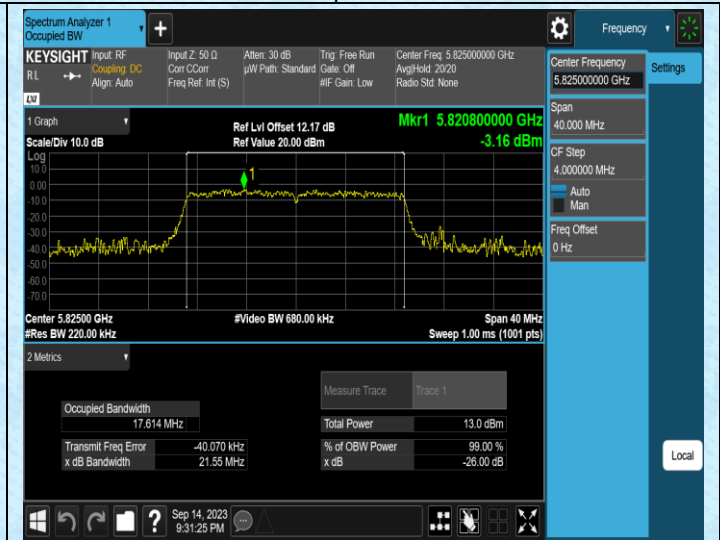 Spectrum Analyzer 1
Occupied BW
+
Frequency
KEYSIGHT
RL
LXI
Input: RF
Coupling: DC
Align: Auto
Input Z: 50 Ω
Corr CCorr
Freq Ref: Int (S)
Atten: 30 dB
µW Path: Standard
Trig: Free Run
Gate: Off
#IF Gain: Low
Center Freq: 5.825000000 GHz
Avg|Hold: 20/20
Radio Std: None
Center Frequency
5.825000000 GHz
Settings
Span
40.000 MHz
CF Step
4.000000 MHz
Auto
Man
Freq Offset
0 Hz
Local
1 Graph
Scale/Div 10.0 dB
Ref Lvl Offset 12.17 dB
Ref Value 20.00 dBm
Mkr1 5.820800000 GHz
-3.16 dBm
Log
10.0
0.00
-10.0
-20.0
-30.0
-40.0
-50.0
-60.0
-70.0
1
Center 5.82500 GHz
#Res BW 220.00 kHz
#Video BW 680.00 kHz
Span 40 MHz
Sweep 1.00 ms (1001 pts)
2 Metrics
Measure Trace
Trace 1
Occupied Bandwidth
17.614 MHz
Total Power
13.0 dBm
Transmit Freq Error
-40.070 kHz
% of OBW Power
99.00 %
x dB Bandwidth
21.55 MHz
x dB
-26.00 dB
?
Sep 14, 2023
9:31:25 PM